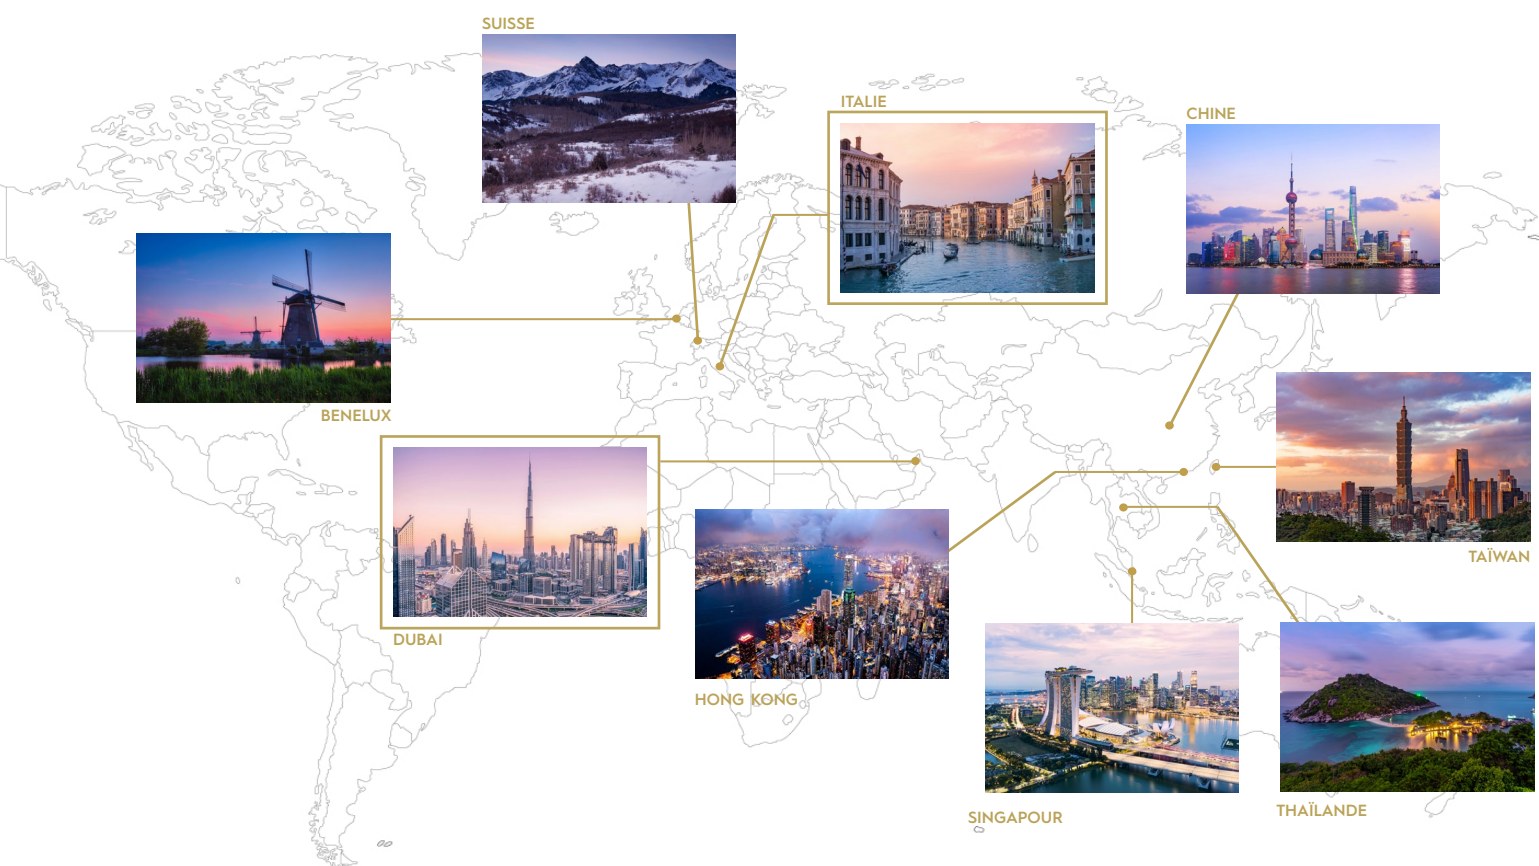 SUISSE
ITALIE
CHINE
BENELUX
TAÏWAN
DUBAI
HONG KONG
SINGAPOUR
THAÏLANDE